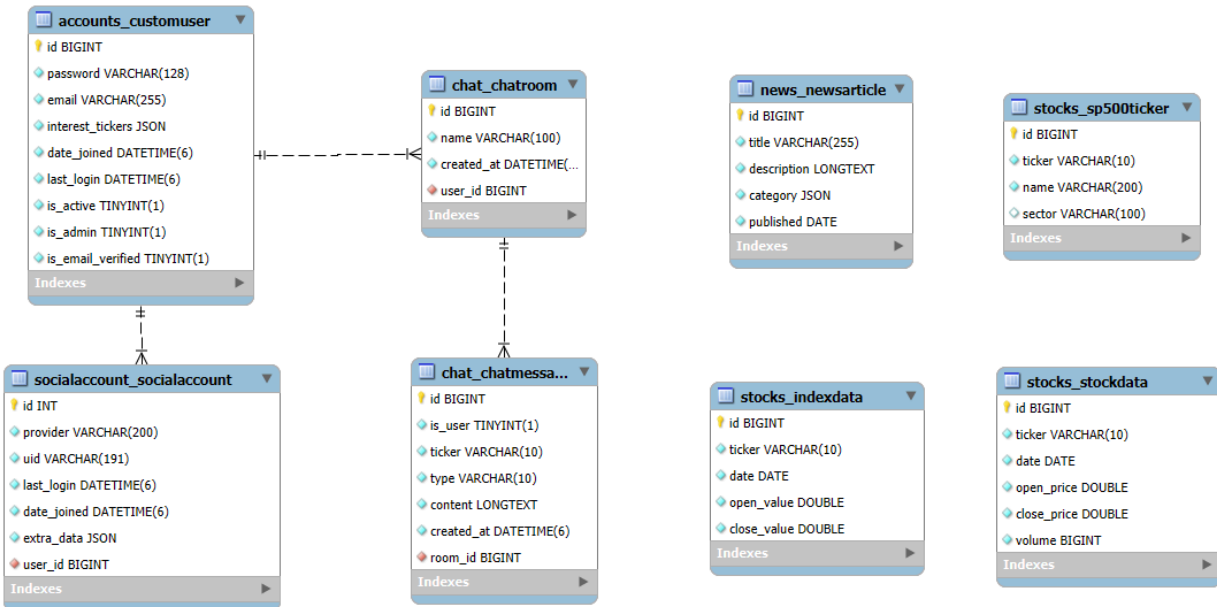 accounts_customuser
id BIGINT
password VARCHAR(128)
email VARCHAR(255)
interest_tickers JSON
date_joined DATETIME(6)
last_login DATETIME(6)
is_active TINYINT(1)
is_admin TINYINT(1)
is_email_verified TINYINT(1)
Indexes
chat_chatroom
id BIGINT
name VARCHAR(100)
created_at DATETIME(...
user_id BIGINT
Indexes
news_newsarticle
id BIGINT
title VARCHAR(255)
description LONGTEXT
category JSON
published DATE
Indexes
stocks_sp500ticker
id BIGINT
ticker VARCHAR(10)
name VARCHAR(200)
sector VARCHAR(100)
Indexes
socialaccount_socialaccount
id INT
provider VARCHAR(200)
uid VARCHAR(191)
last_login DATETIME(6)
date_joined DATETIME(6)
extra_data JSON
user_id BIGINT
Indexes
chat_chatmessa...
id BIGINT
is_user TINYINT(1)
ticker VARCHAR(10)
type VARCHAR(10)
content LONGTEXT
created_at DATETIME(6)
room_id BIGINT
Indexes
stocks_indexdata
id BIGINT
ticker VARCHAR(10)
date DATE
open_value DOUBLE
close_value DOUBLE
Indexes
stocks_stockdata
id BIGINT
ticker VARCHAR(10)
date DATE
open_price DOUBLE
close_price DOUBLE
volume BIGINT
Indexes